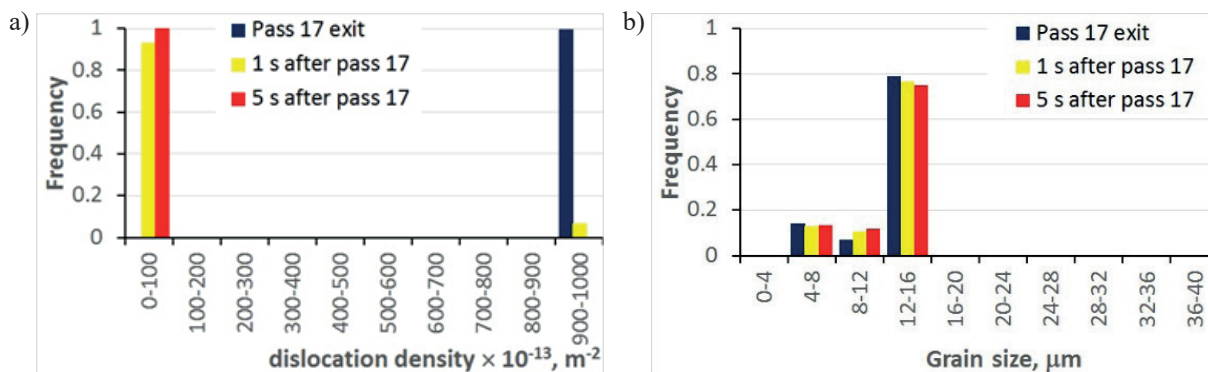 a)
1
0.8
0.6
0.4
0.2
0
Frequency
Pass 17 exit
1 s after pass 17
5 s after pass 17
0-100
100-200
200-300
300-400
400-500
500-600
600-700
700-800
800-900
900-1000
dislocation density × 10⁻¹³, m⁻²
b)
1
0.8
0.6
0.4
0.2
0
Frequency
Pass 17 exit
1 s after pass 17
5 s after pass 17
0-4
4-8
8-12
12-16
16-20
20-24
24-28
28-32
32-36
36-40
Grain size, μm